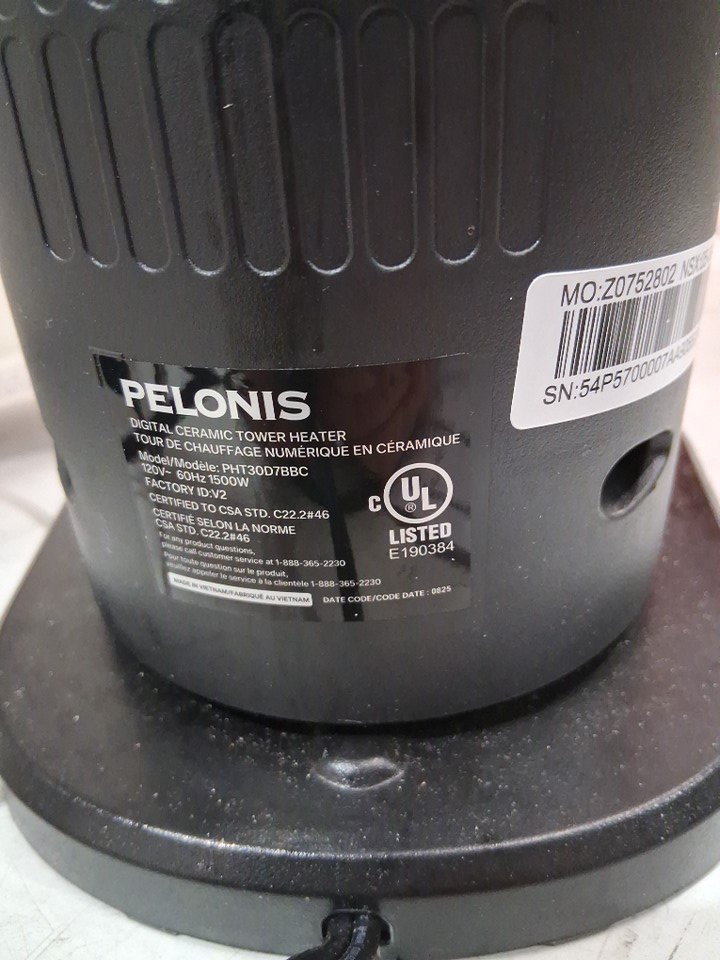 PELONIS
DIGITAL CERAMIC TOWER HEATER
TOUR DE CHAUFFAGE NUMÉRIQUE EN CÉRAMIQUE
Model/Modèle: PHT30D7BBC
120V~ 60Hz 1500W
FACTORY ID:V2
CERTIFIED TO CSA STD. C22.2#46
CERTIFIÉ SELON LA NORME
CSA STD. C22.2#46
For any product questions,
please call customer service at 1-888-365-2230
Pour toute question sur le produit,
veuillez appeler le service à la clientèle 1-888-365-2230
MADE IN VIETNAM/FABRIQUÉ AU VIETNAM
DATE CODE/CODE DATE : 0825
C UL ®
LISTED
E190384
MO:Z0752802
SN:54P5700007A